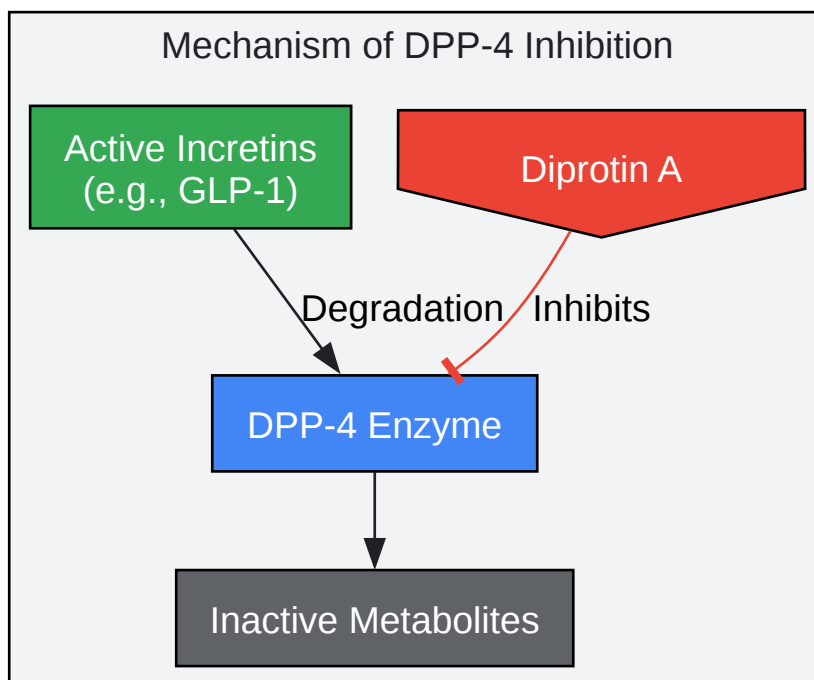 Mechanism of DPP-4 Inhibition
Active Incretins
(e.g., GLP-1)
Diprotin A
Degradation
Inhibits
DPP-4 Enzyme
Inactive Metabolites